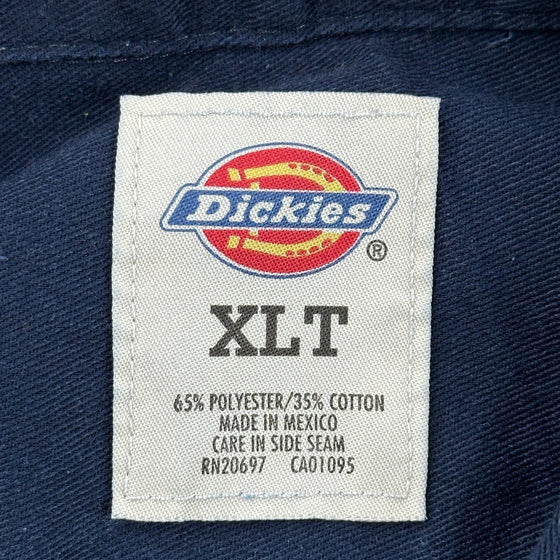 Dickies
®
XLT
65% POLYESTER/35% COTTON
MADE IN MEXICO
CARE IN SIDE SEAM
RN20697 CA01095